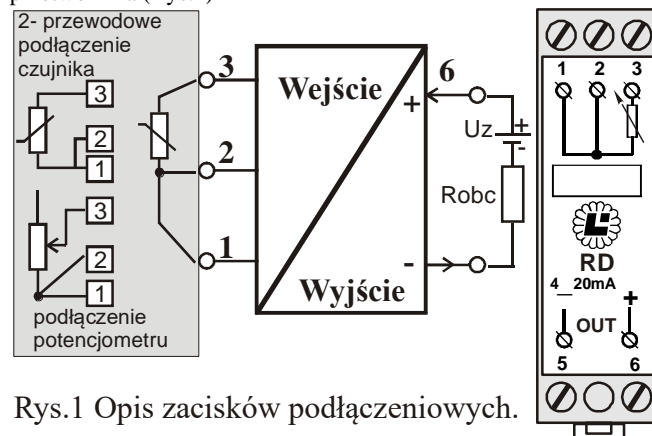 2- przewodowe
podłączenie
czujnika
3
2
1
3
2
1
podłączenie
potencjometru
3
2
1
Wejście
Wyjście
+
-
6
Uz
+
-
Robc
1 2 3
RD
4_20mA
+
OUT
5 6
Rys.1 Opis zacisków podłączeniowych.